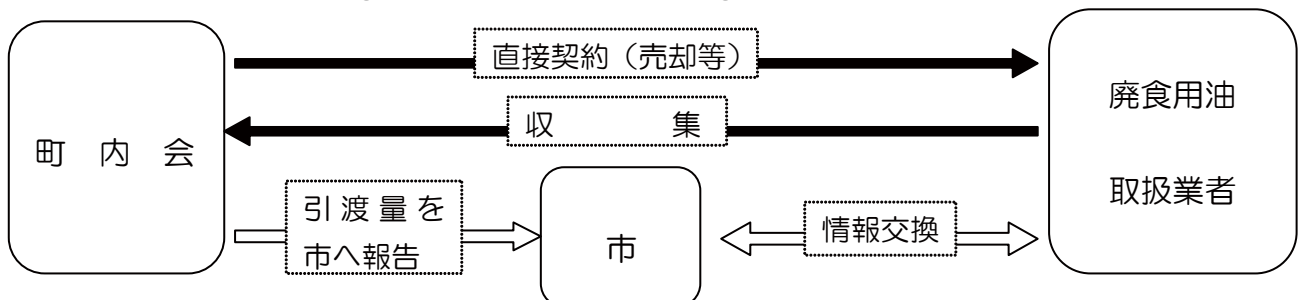 直接契約（売却等）
収集
町内会
廃食用油
取扱業者
引渡量を
市へ報告
市
情報交換